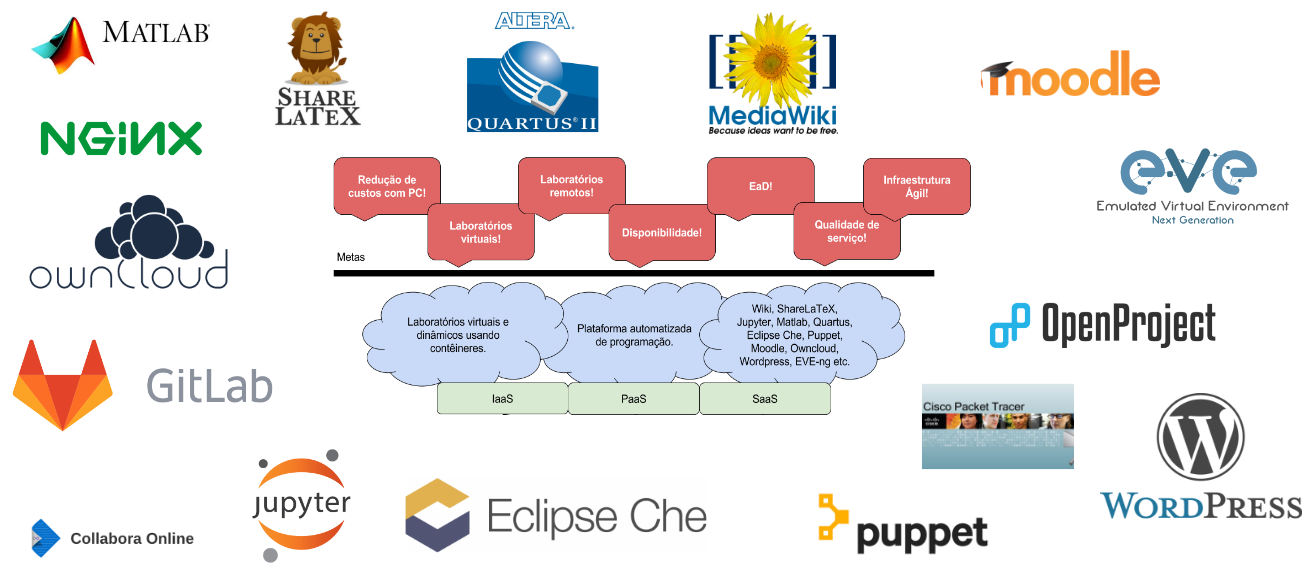 MATLAB®
SHARE
LATEX
ALTERA®
QUARTUS® II
MediaWiki
Because ideas want to be free.
moodle
NGiNX
eve
Emulated Virtual Environment
Next Generation
ownCloud
Redução de
custos com PC!
Laboratórios
virtuais!
Laboratórios
remotos!
Disponibilidade!
EaD!
Qualidade de
serviço!
Infraestrutura
Ágil!
Metas
Laboratórios virtuais e
dinâmicos usando
contêineres.
Plataforma automatizada
de programação.
Wiki, ShareLaTeX,
Jupyter, Matlab, Quartus,
Eclipse Che, Puppet,
Moodle, Owncloud,
Wordpress, EVE-ng etc.
IaaS
PaaS
SaaS
OpenProject
GitLab
Cisco Packet Tracer
WORDPRESS
jupyter
Eclipse Che
puppet
Collabora Online